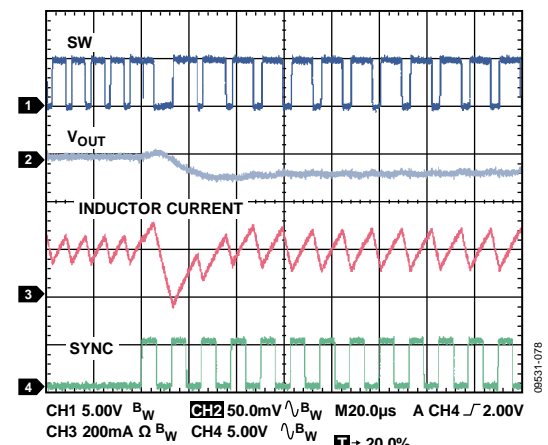 SW
1
VOUT
2
INDUCTOR CURRENT
3
SYNC
4
CH1 5.00V BW CH2 50.0mV BW M20.0µs A CH4 2.00V
CH3 200mA Ω BW CH4 5.00V BW
T 20.0%
09531-078